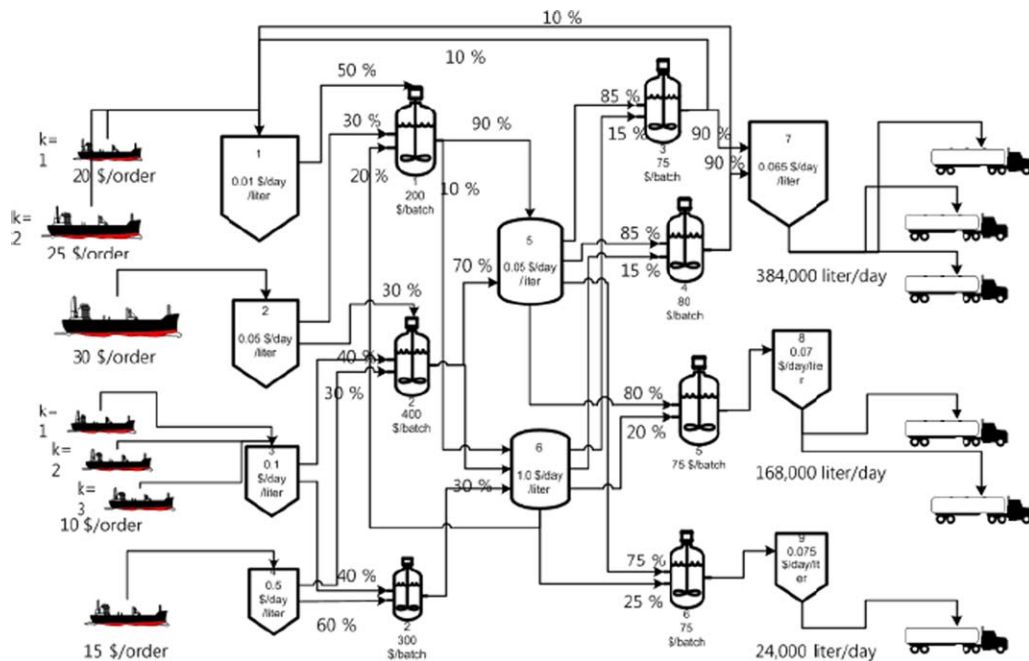 10 %
10 %
50 %
k=
1
20 $/order
k=
2
25 $/order
1
0.01 $/day
/liter
30 %
20 %
1
200
$/batch
90 %
10 %
85 %
15 %
3
75
$/batch
90 %
90 %
7
0.065 $/day
/liter
5
0.05 $/day
/liter
70 %
85 %
15 %
4
80
$/batch
384,000 liter/day
30 $/order
2
0.05 $/day
/liter
30 %
40 %
30 %
2
400
$/batch
80 %
20 %
5
75 $/batch
8
0.07
$/day/lite
r
168,000 liter/day
k=
1
k=
2
k=
3
10 $/order
3
0.1
$/day
/liter
6
1.0 $/day
/liter
30 %
15 $/order
4
0.5
$/day
/liter
40 %
60 %
2
300
$/batch
75 %
25 %
6
75
$/batch
9
0.075
$/day/lit
er
24,000 liter/day